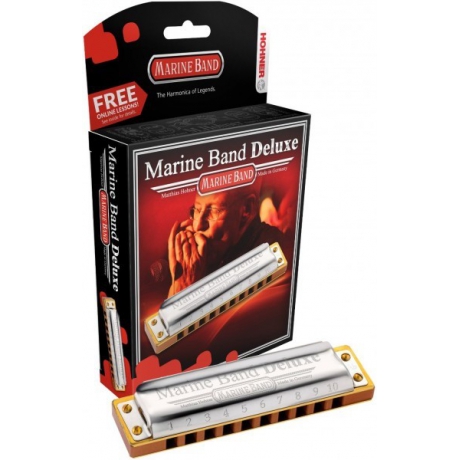 MARINE BAND
The Harmonica of Legends.
HOHNER
FREE
ONLINE LESSONS!
Marine Band Deluxe
Matthias Hohner
MARINE BAND
Made in Germany
Marine Band Deluxe
MARINE BAND
Marine Band Deluxe
MARINE BAND
1 2 3 4 5 6 7 8 9 10